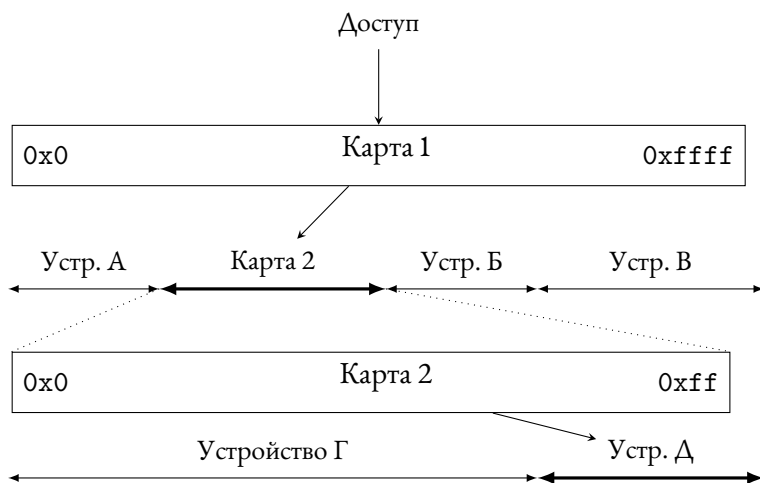 Доступ
0x0 Карта 1 0xffff
Устр. А Карта 2 Устр. Б Устр. В
0x0 Карта 2 0xff
Устройство Г Устр. Д